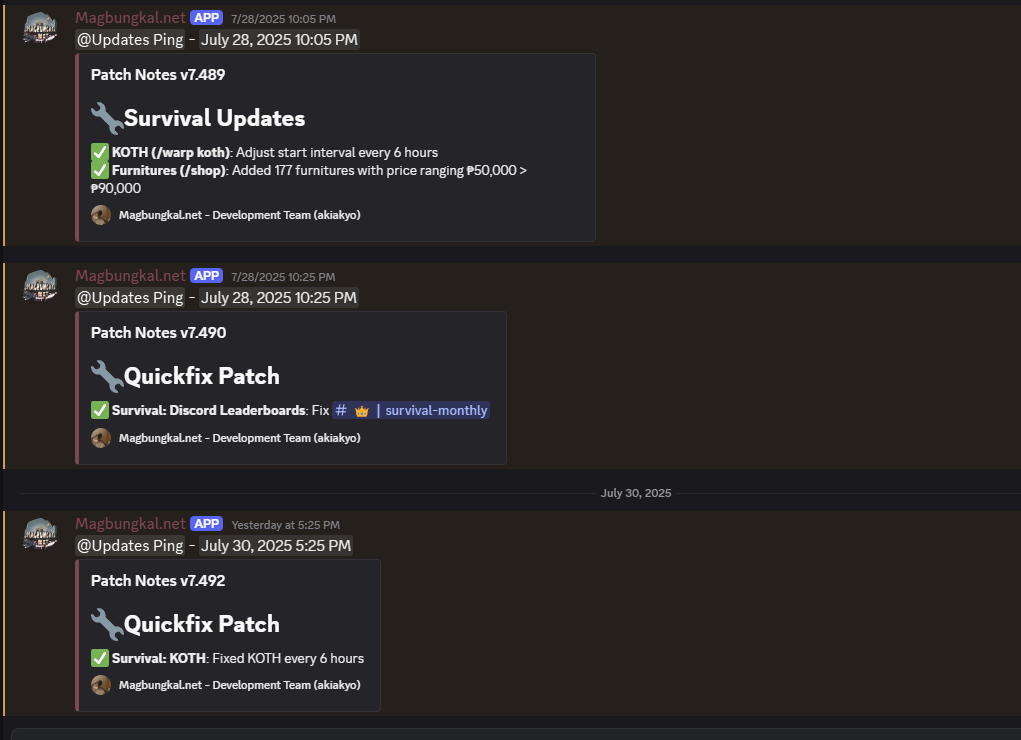 Magbungkal.net APP 7/28/2025 10:05 PM
@Updates Ping - July 28, 2025 10:05 PM
Patch Notes v7.489
🔧Survival Updates
✅ KOTH (/warp koth): Adjust start interval every 6 hours
✅ Furnitures (/shop): Added 177 furnitures with price ranging ₱50,000 >
₱90,000
Magbungkal.net - Development Team (akiakyo)
Magbungkal.net APP 7/28/2025 10:25 PM
@Updates Ping - July 28, 2025 10:25 PM
Patch Notes v7.490
🔧Quickfix Patch
✅ Survival: Discord Leaderboards: Fix # 👑 | survival-monthly
Magbungkal.net - Development Team (akiakyo)
July 30, 2025
Magbungkal.net APP Yesterday at 5:25 PM
@Updates Ping - July 30, 2025 5:25 PM
Patch Notes v7.492
🔧Quickfix Patch
✅ Survival: KOTH: Fixed KOTH every 6 hours
Magbungkal.net - Development Team (akiakyo)